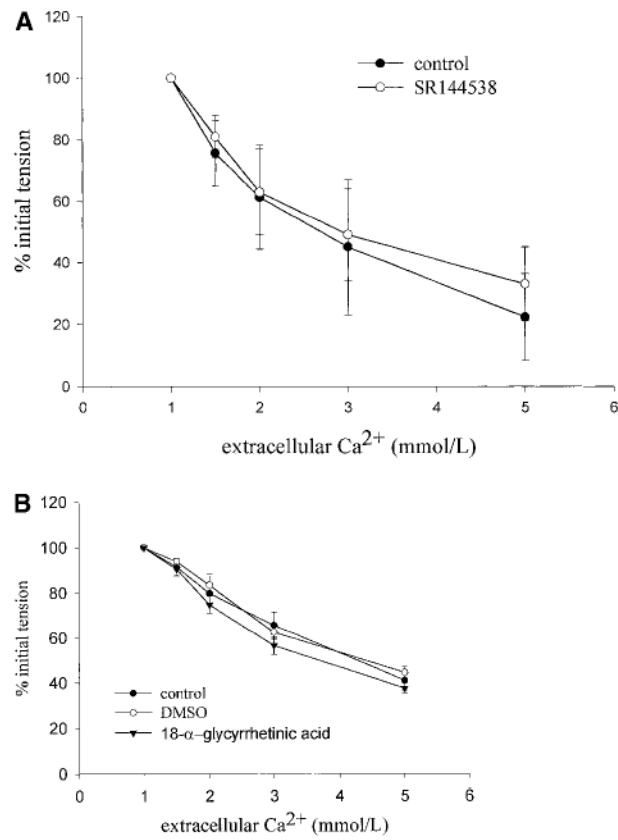 A
120
100
80
60
40
20
0
% initial tension
control
SR144538
0 1 2 3 4 5 6
extracellular Ca2+ (mmol/L)
B
120
100
80
60
40
20
0
% initial tension
control
DMSO
18-α–glycyrrhetinic acid
0 1 2 3 4 5 6
extracellular Ca2+ (mmol/L)